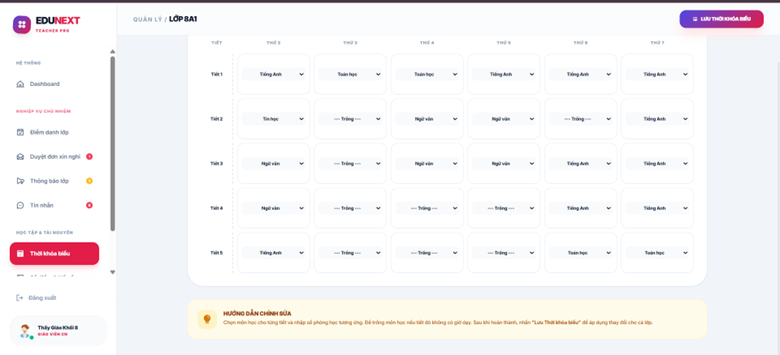 EDUNEXT
TEACHER PRO
QUẢN LÝ / LỚP 8A1
LƯU THỜI KHÓA BIỂU
HỆ THỐNG
Dashboard
NGHIỆP VỤ CHỦ NHIỆM
Điểm danh lớp
Duyệt đơn xin nghỉ
Thông báo lớp
Tin nhắn
HỌC TẬP & TÀI NGUYÊN
Thời khóa biểu
Đăng xuất
Thầy Giáo Khối 8
GIÁO VIÊN CN
TIẾT THỨ 2 THỨ 3 THỨ 4 THỨ 5 THỨ 6 THỨ 7
Tiết 1 Tiếng Anh Toán học Toán học Tiếng Anh Tiếng Anh Tiếng Anh
Tiết 2 Tin học --- Trống --- Ngữ văn Ngữ văn --- Trống --- Tiếng Anh
Tiết 3 Ngữ văn --- Trống --- Ngữ văn Ngữ văn Tiếng Anh Tiếng Anh
Tiết 4 Ngữ văn --- Trống --- --- Trống --- --- Trống --- Tiếng Anh Tiếng Anh
Tiết 5 Tiếng Anh --- Trống --- --- Trống --- --- Trống --- Toán học Toán học
HƯỚNG DẪN CHỈNH SỬA
Chọn môn học cho từng tiết và nhập số phòng học tương ứng. Để trống môn học nếu tiết đó không có giờ dạy. Sau khi hoàn thành, nhấn "Lưu Thời khóa biểu" để áp dụng thay đổi cho cả lớp.